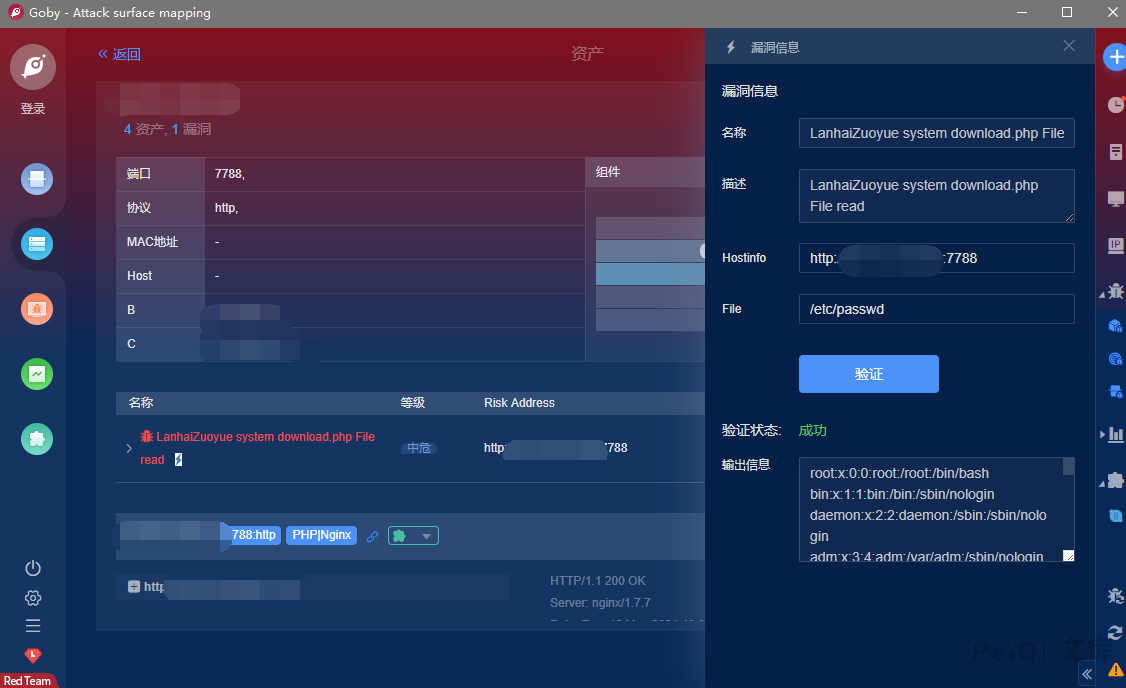 Goby - Attack surface mapping
登录
Red Team
« 返回
资产
4 资产, 1 漏洞
端口 7788,
协议 http,
MAC地址 -
Host -
B
C
组件
名称 等级 Risk Address
LanhaiZuoyue system download.php File
read
中危
http: 7788
788:http PHP|Nginx
http
HTTP/1.1 200 OK
Server: nginx/1.7.7
漏洞信息
漏洞信息
名称 LanhaiZuoyue system download.php File
描述 LanhaiZuoyue system download.php
File read
Hostinfo http: :7788
File /etc/passwd
验证
验证状态: 成功
输出信息 root:x:0:0:root:/root:/bin/bash
bin:x:1:1:bin:/bin:/sbin/nologin
daemon:x:2:2:daemon:/sbin:/sbin/nolo
gin
adm:x:3:4:adm:/var/adm:/sbin/nologin
IP
PeiQi 文库